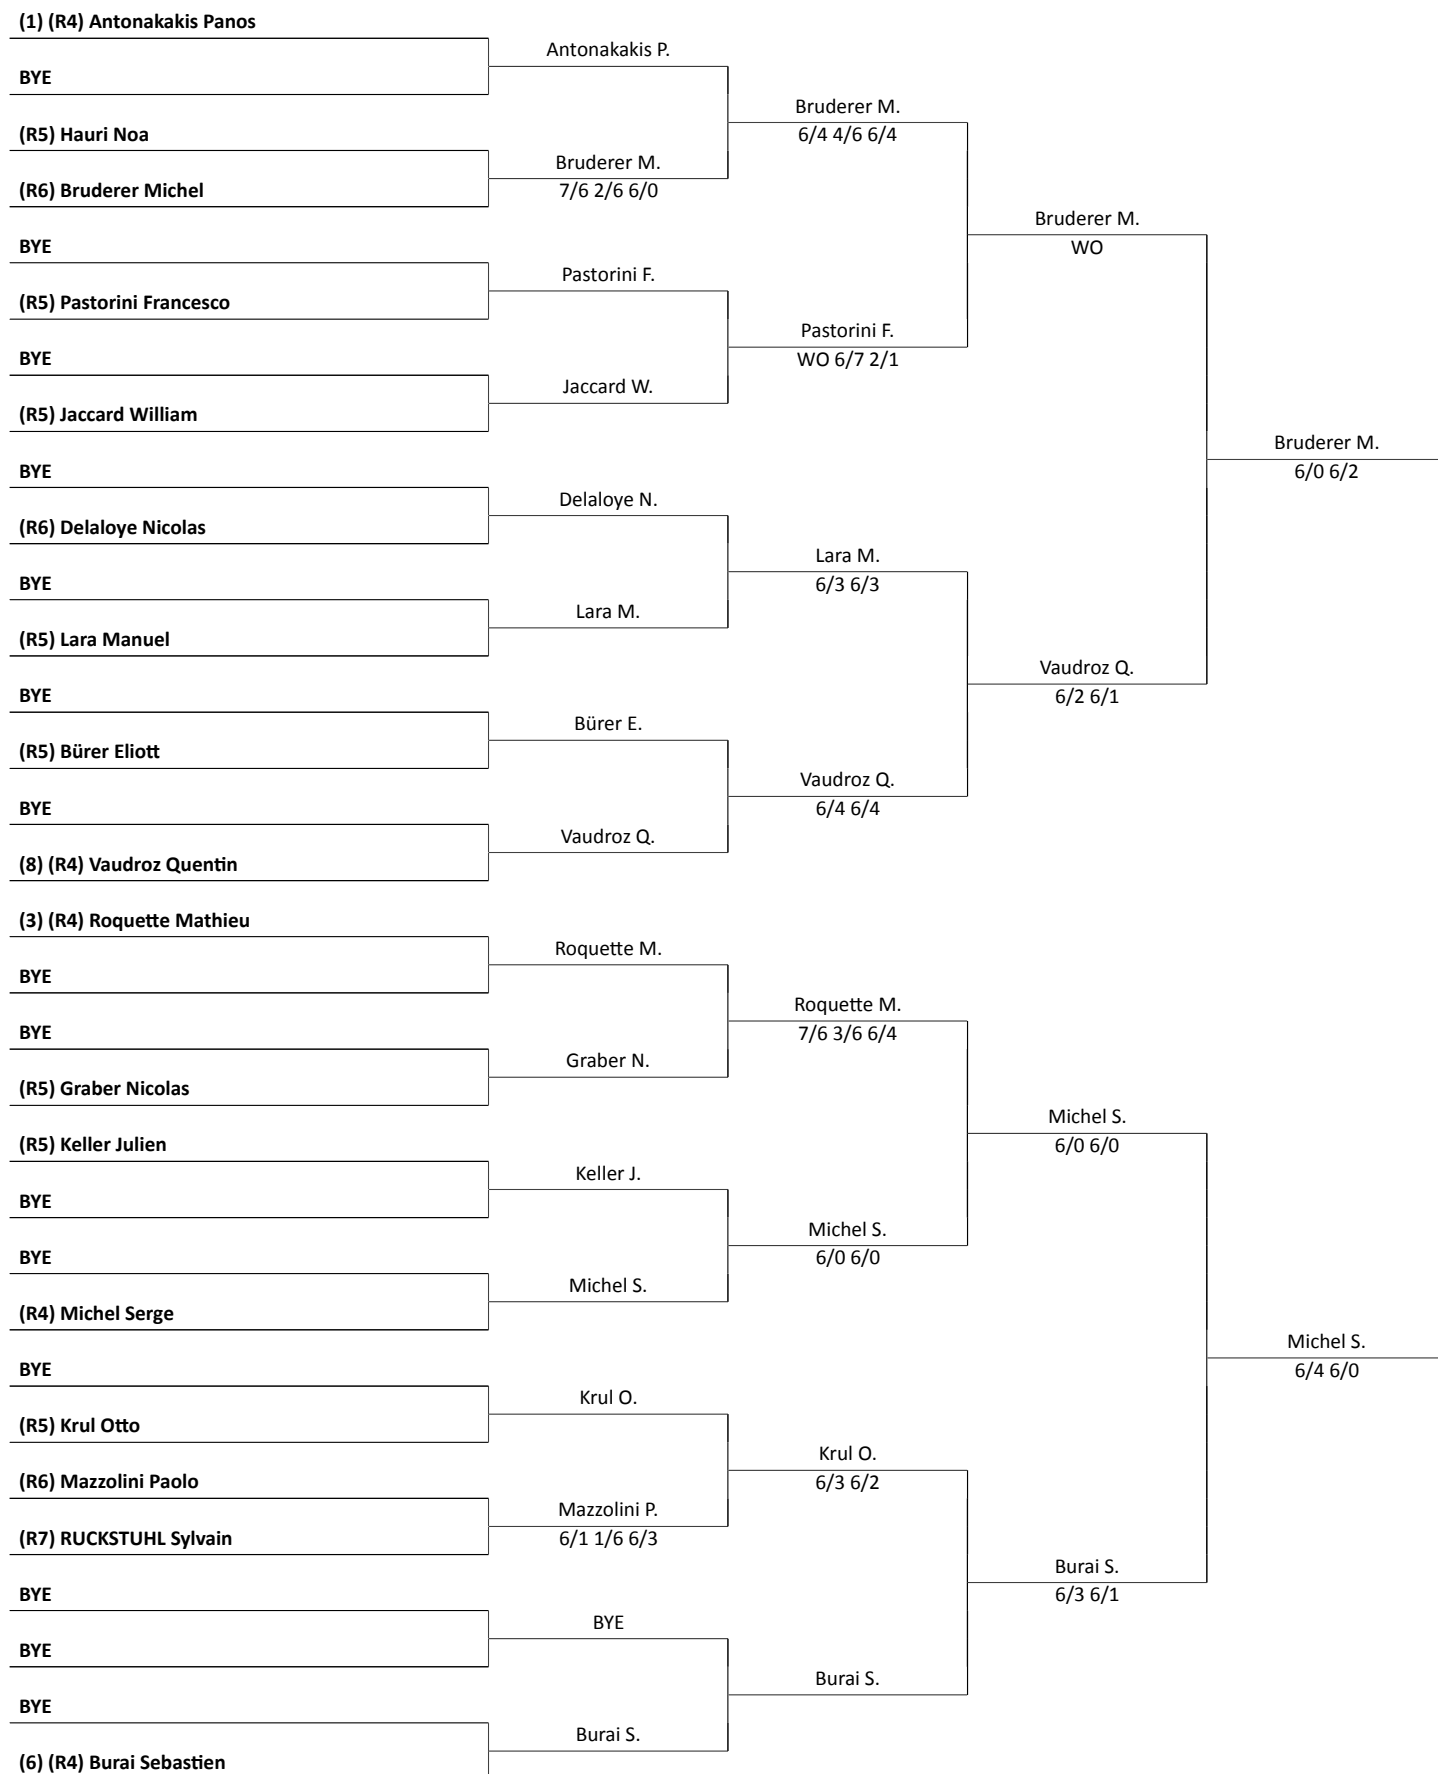 (1) (R4) Antonakakis Panos
BYE
(R5) Hauri Noa
(R6) Bruderer Michel
BYE
(R5) Pastorini Francesco
BYE
(R5) Jaccard William
BYE
(R6) Delaloye Nicolas
BYE
(R5) Lara Manuel
BYE
(R5) Bürer Eliott
BYE
(8) (R4) Vaudroz Quentin
(3) (R4) Roquette Mathieu
BYE
BYE
(R5) Graber Nicolas
(R5) Keller Julien
BYE
BYE
(R4) Michel Serge
BYE
(R5) Krul Otto
(R6) Mazzolini Paolo
(R7) RUCKSTUHL Sylvain
BYE
BYE
BYE
(6) (R4) Burai Sebastien
Antonakakis P.
Bruderer M.
7/6 2/6 6/0
Pastorini F.
Jaccard W.
Delaloye N.
Lara M.
Bürer E.
Vaudroz Q.
Roquette M.
Graber N.
Keller J.
Michel S.
Krul O.
Mazzolini P.
6/1 1/6 6/3
BYE
Burai S.
Bruderer M.
6/4 4/6 6/4
Pastorini F.
WO 6/7 2/1
Lara M.
6/3 6/3
Vaudroz Q.
6/4 6/4
Roquette M.
7/6 3/6 6/4
Michel S.
6/0 6/0
Krul O.
6/3 6/2
Burai S.
Bruderer M.
WO
Vaudroz Q.
6/2 6/1
Michel S.
6/0 6/0
Burai S.
6/3 6/1
Bruderer M.
6/0 6/2
Michel S.
6/4 6/0